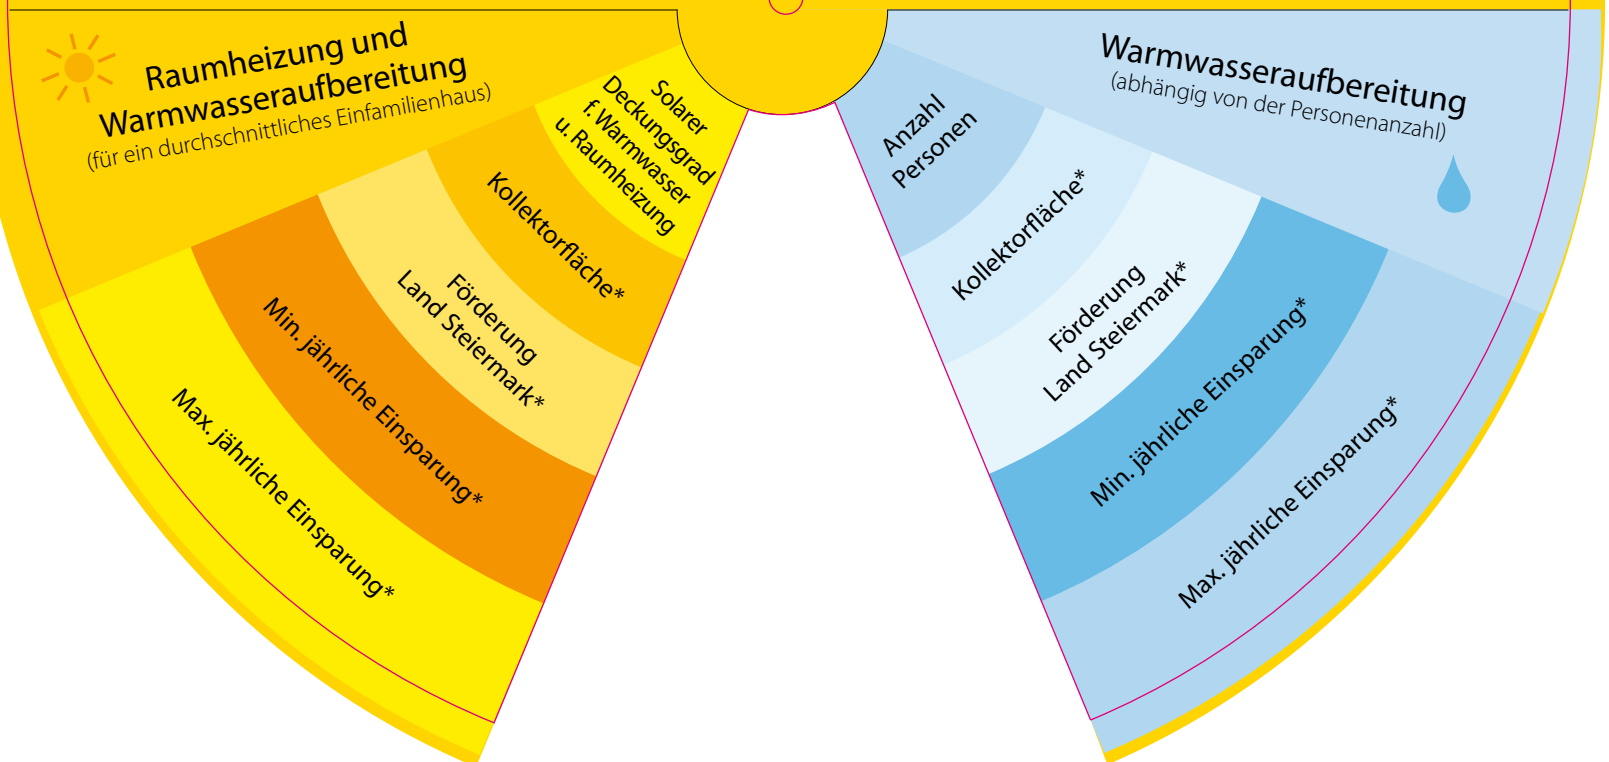 Raumheizung und
Warmwasseraufbereitung
(für ein durchschnittliches Einfamilienhaus)
Solarer
Deckungsgrad
f. Warmwasser
u. Raumheizung
Kollektorfläche*
Förderung
Land Steiermark*
Min. jährliche Einsparung*
Max. jährliche Einsparung*
Warmwasseraufbereitung
(abhängig von der Personenanzahl)
Anzahl
Personen
Kollektorfläche*
Förderung
Land Steiermark*
Min. jährliche Einsparung*
Max. jährliche Einsparung*